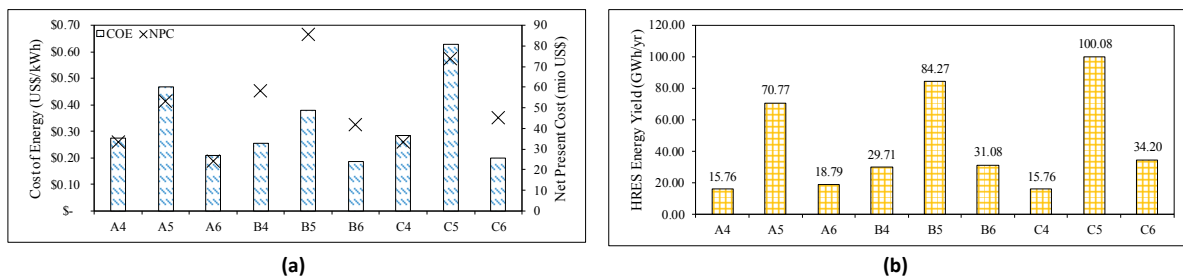 $0.70
$0.60
$0.50
$0.40
$0.30
$0.20
$0.10
$-
Cost of Energy (US$/kWh)
COE NPC
90
80
70
60
50
40
30
20
10
0
Net Present Cost (mio US$)
A4 A5 A6 B4 B5 B6 C4 C5 C6
(a)
120.00
100.00
80.00
60.00
40.00
20.00
0.00
HRES Energy Yield (GWh/yr)
15.76 70.77 18.79 29.71 84.27 31.08 15.76 100.08 34.20
A4 A5 A6 B4 B5 B6 C4 C5 C6
(b)